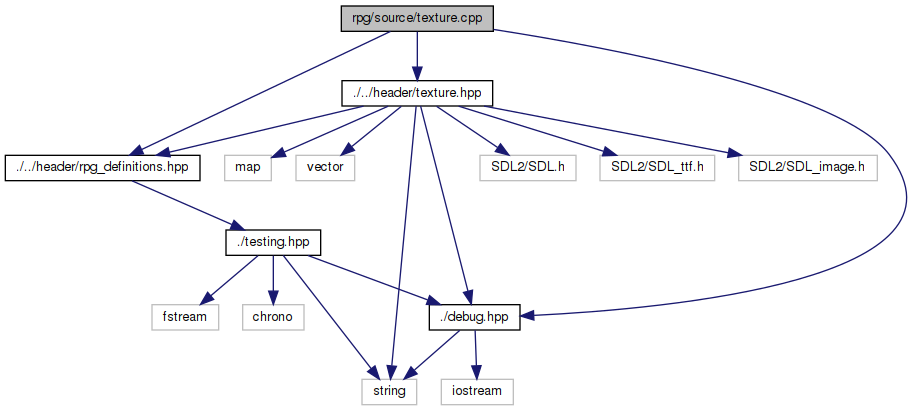 rpg/source/texture.cpp
./../header/texture.hpp
./../header/rpg_definitions.hpp
map
vector
SDL2/SDL.h
SDL2/SDL_ttf.h
SDL2/SDL_image.h
./testing.hpp
fstream
chrono
./debug.hpp
string
iostream